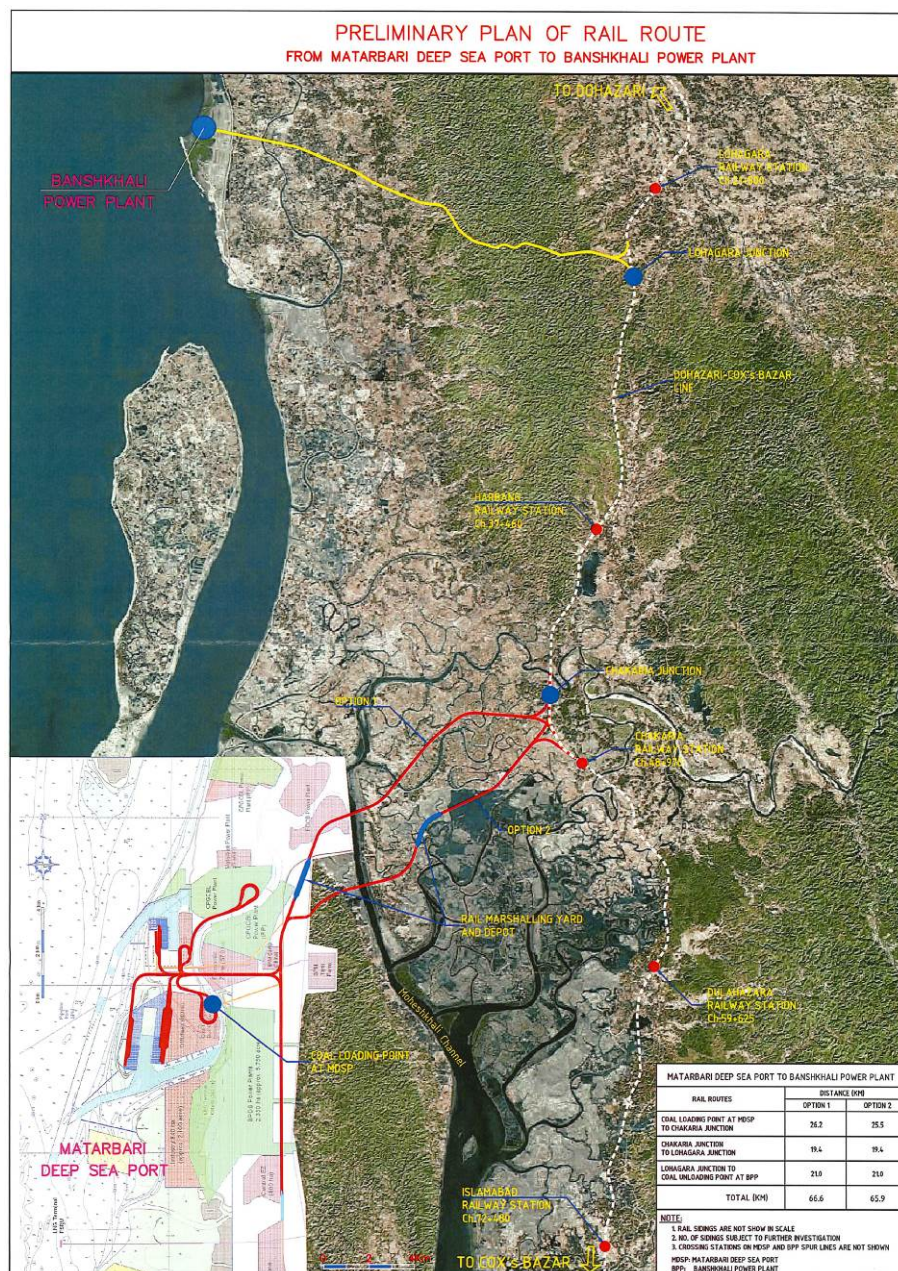 PRELIMINARY PLAN OF RAIL ROUTE
FROM MATARBARI DEEP SEA PORT TO BANSHKHALI POWER PLANT
TO DOHAZARI
RAILWAY STATION
BANSHKHALI
POWER PLANT
LOHAGARA JUNCTION
DOHAZARI-COX's BAZAR
LINE
HARBANG
RAILWAY STATION
Ch.37+460
CHAKARIA JUNCTION
OPTION 1
CHAKARIA
RAILWAY STATION
OPTION 2
RAIL MARSHALLING YARD
AND DEPOT
DULAHAZARA
RAILWAY STATION
Ch.59+625
Moheshkhali Channel
COAL LOADING POINT
AT MDSP
MATARBARI
DEEP SEA PORT
LNG Terminal
ISLAMABAD
RAILWAY STATION
Ch.72+480
TO COX's BAZAR
MATARBARI DEEP SEA PORT TO BANSHKHALI POWER PLANT
RAIL ROUTES DISTANCE (KM)
OPTION 1 OPTION 2
COAL LOADING POINT AT MDSP
TO CHAKARIA JUNCTION 26.2 25.5
CHAKARIA JUNCTION
TO LOHAGARA JUNCTION 19.4 19.4
LOHAGARA JUNCTION TO
COAL UNLOADING POINT AT BPP 21.0 21.0
TOTAL (KM) 66.6 65.9
NOTE:
1. RAIL SIDINGS ARE NOT SHOW IN SCALE
2. NO. OF SIDINGS SUBJECT TO FURTHER INVESTIGATION
3. CROSSING STATIONS ON MDSP AND BPP SPUR LINES ARE NOT SHOWN
MDSP: MATARBARI DEEP SEA PORT
BPP: BANSHKHALI POWER PLANT